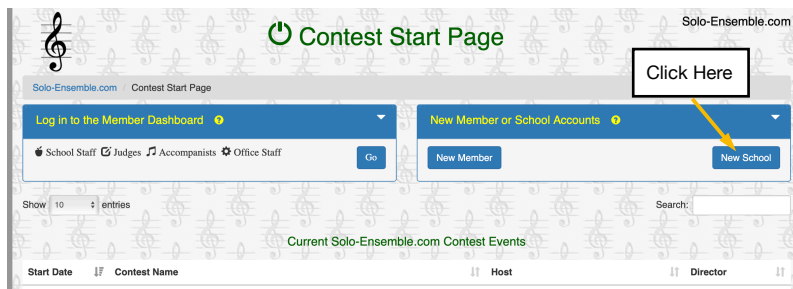 Contest Start Page
Solo-Ensemble.com
Click Here
Solo-Ensemble.com / Contest Start Page
Log in to the Member Dashboard
New Member or School Accounts
School Staff Judges Accompanists Office Staff
Go
New Member
New School
Show 10 entries
Search:
Current Solo-Ensemble.com Contest Events
Start Date Contest Name Host Director